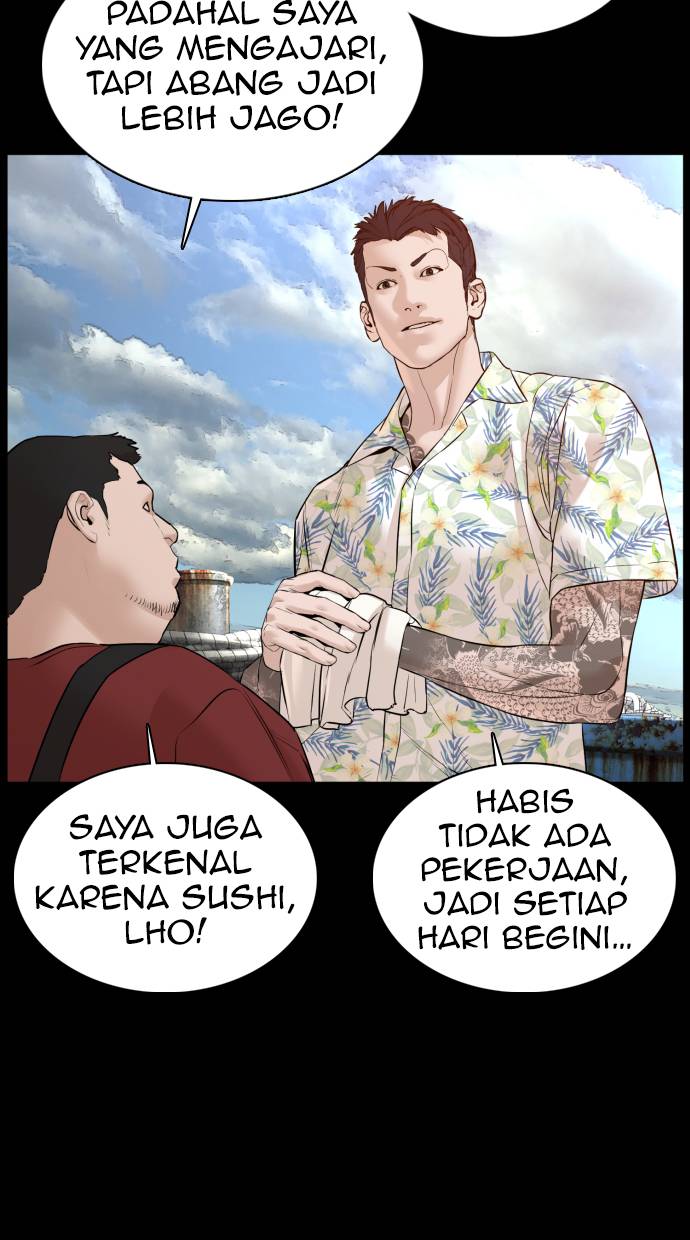 PADAHAL SAYA
YANG MENGAJARI,
TAPI ABANG JADI
LEBIH JAGO!
SAYA JUGA
TERKENAL
KARENA SUSHI,
LHO!
HABIS
TIDAK ADA
PEKERJAAN,
JADI SETIAP
HARI BEGINI...